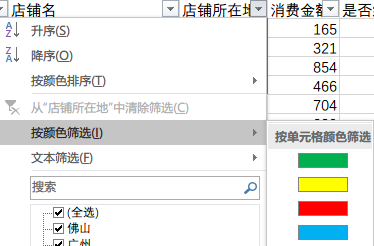 店铺名 店铺所在地 消费金额 是否
升序(S)
降序(O)
按颜色排序(T)
从"店铺所在地"中清除筛选(C)
按颜色筛选(I)
文本筛选(F)
搜索
(全选)
佛山
广州
165
321
854
466
704
按单元格颜色筛选